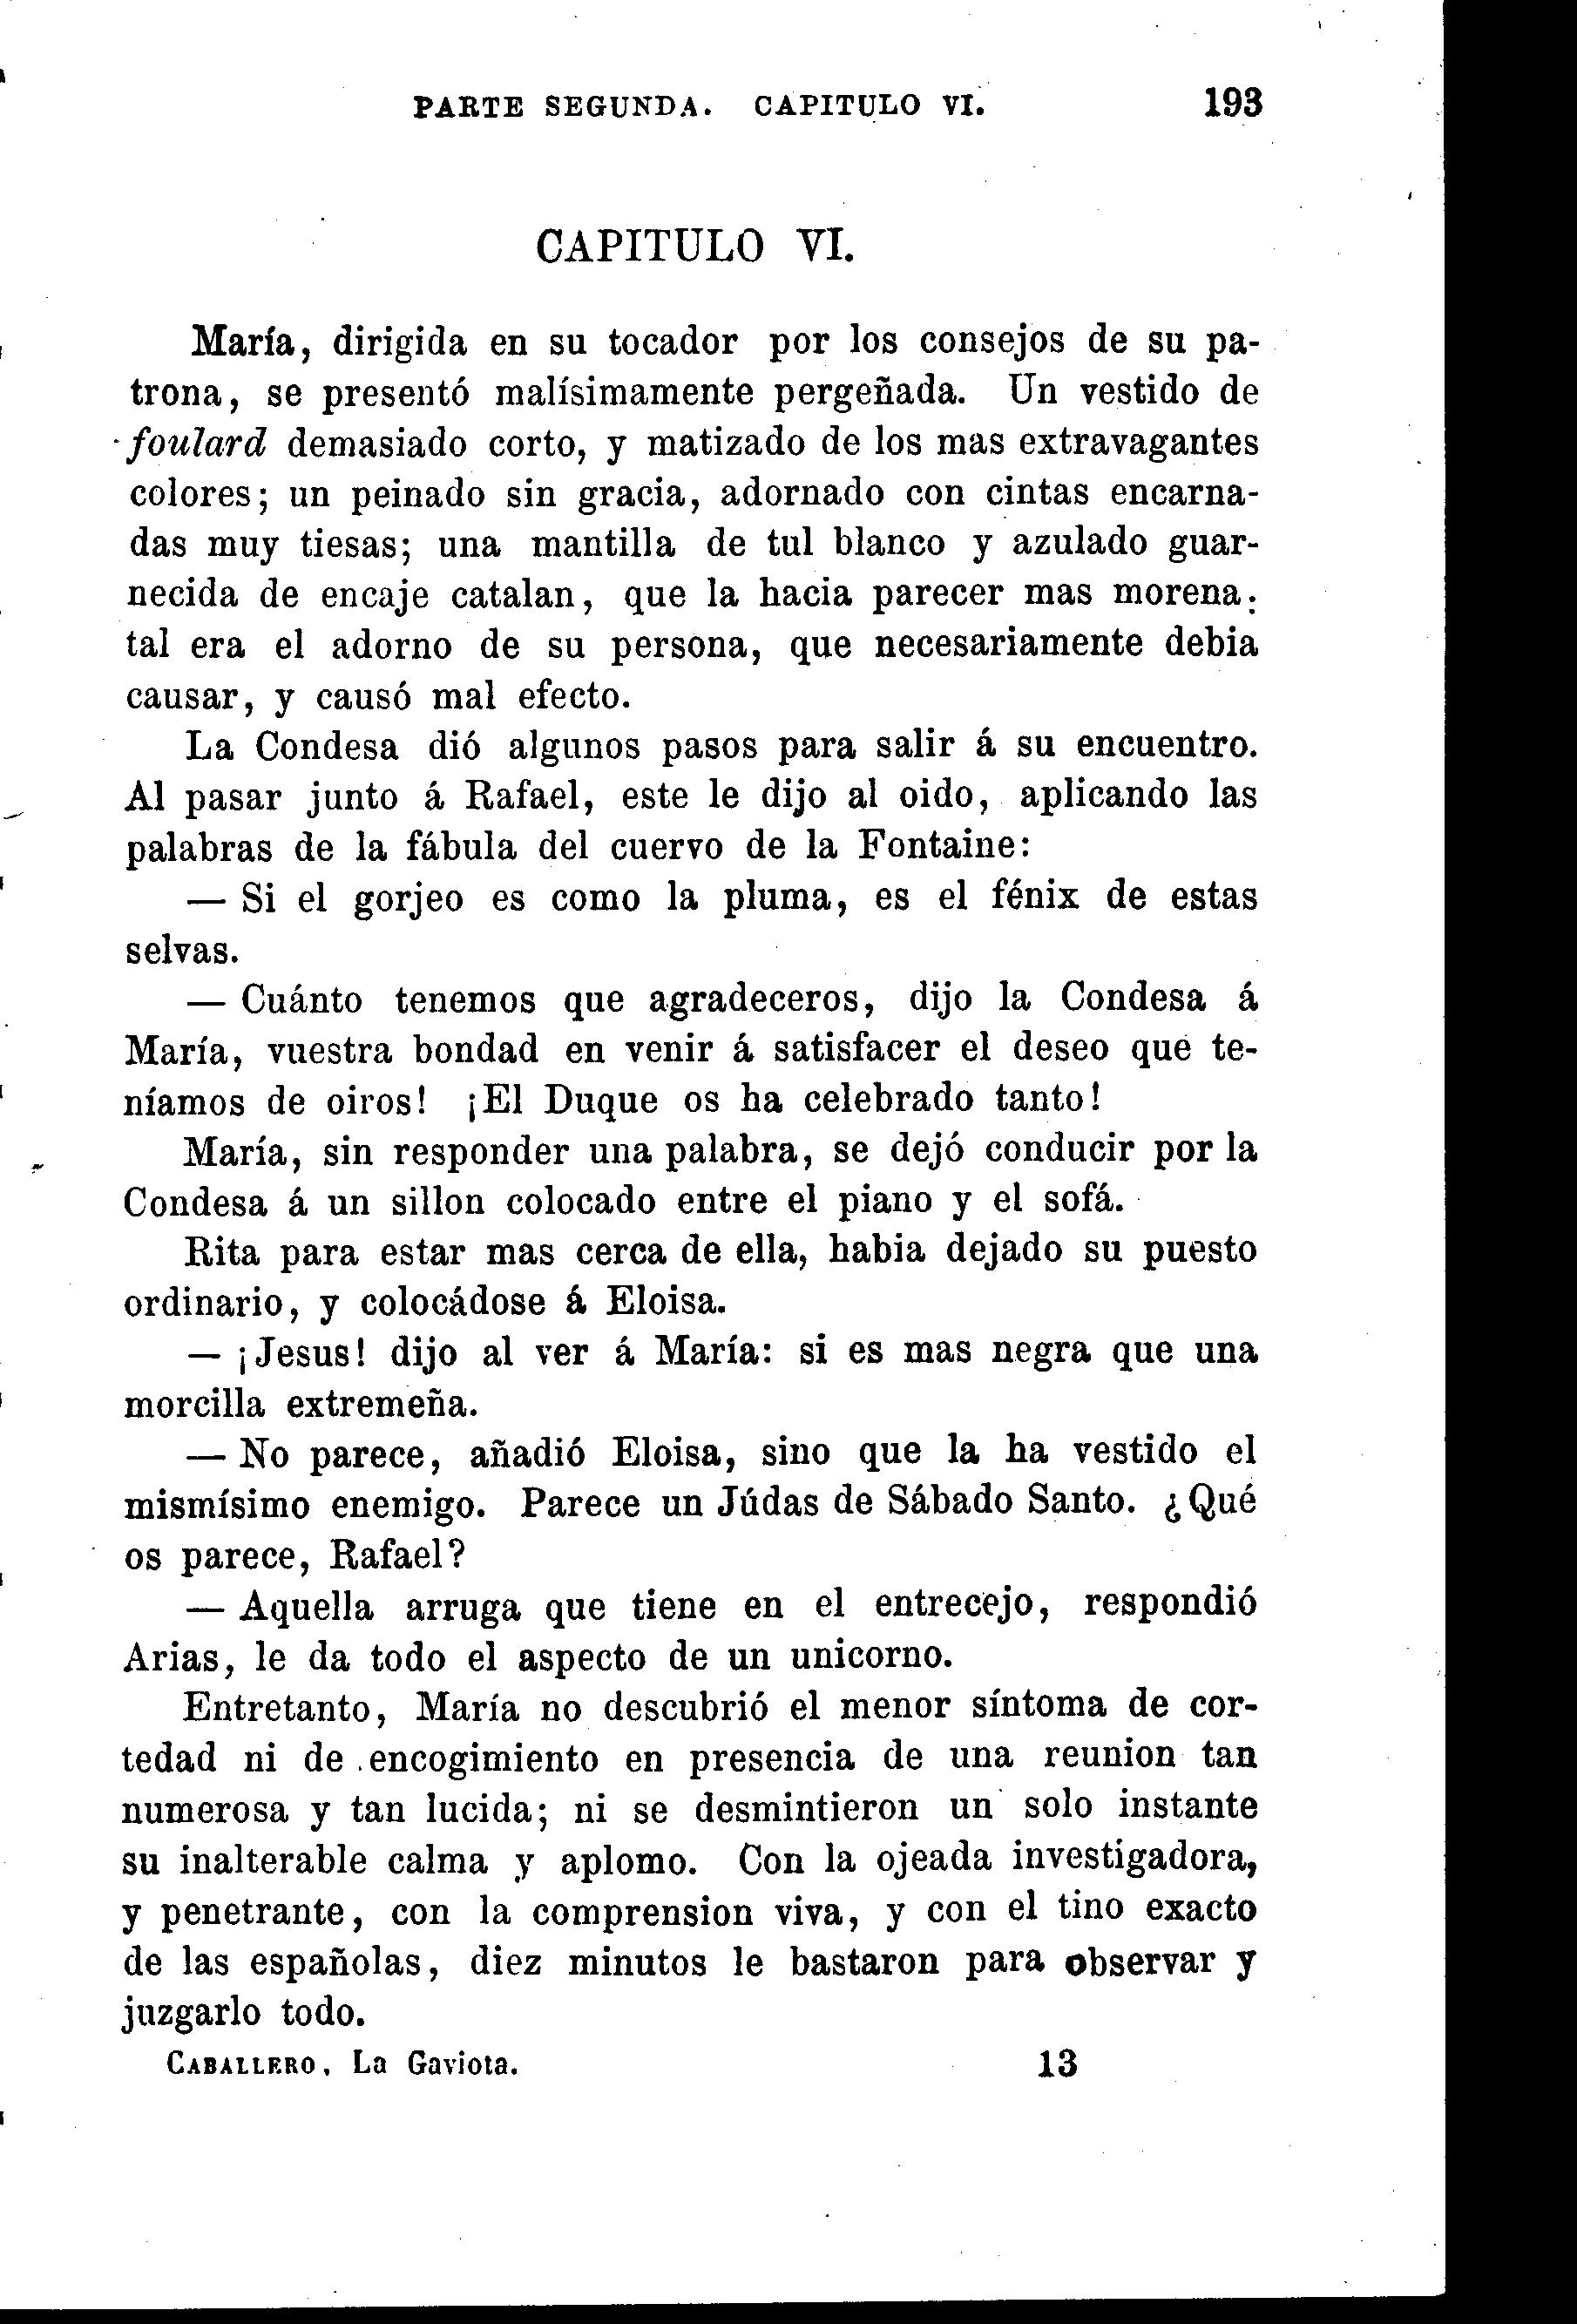 PARTE SEGUNDA. CAPITULO VI. 193
CAPITULO VI.
María, dirigida en su tocador por los consejos de su pa-
trona, se presentó malísimamente pergeñada. Un vestido de
foulard demasiado corto, y matizado de los mas extravagantes
colores; un peinado sin gracia, adornado con cintas encarna-
das muy tiesas; una mantilla de tul blanco y azulado guar-
necida de encaje catalan, que la hacia parecer mas morena:
tal era el adorno de su persona, que necesariamente debia
causar, y causó mal efecto.
La Condesa dió algunos pasos para salir á su encuentro.
Al pasar junto á Rafael, este le dijo al oido, aplicando las
palabras de la fábula del cuervo de la Fontaine:
— Si el gorjeo es como la pluma, es el fénix de estas
selvas.
— Cuánto tenemos que agradeceros, dijo la Condesa á
María, vuestra bondad en venir á satisfacer el deseo que te-
níamos de oiros! ¡El Duque os ha celebrado tanto!
María, sin responder una palabra, se dejó conducir por la
Condesa á un sillon colocado entre el piano y el sofá.
Rita para estar mas cerca de ella, habia dejado su puesto
ordinario, y colocádose á Eloisa.
— ¡Jesus! dijo al ver á María: si es mas negra que una
morcilla extremeña.
— No parece, añadió Eloisa, sino que la ha vestido el
mismísimo enemigo. Parece un Júdas de Sábado Santo. ¿Qué
os parece, Rafael?
— Aquella arruga que tiene en el entrecejo, respondió
Arias, le da todo el aspecto de un unicorno.
Entretanto, María no descubrió el menor síntoma de cor-
tedad ni de encogimiento en presencia de una reunion tan
numerosa y tan lucida; ni se desmintieron un solo instante
su inalterable calma y aplomo. Con la ojeada investigadora,
y penetrante, con la comprension viva, y con el tino exacto
de las españolas, diez minutos le bastaron para observar y
juzgarlo todo.
CABALLERO, La Gaviota. 13